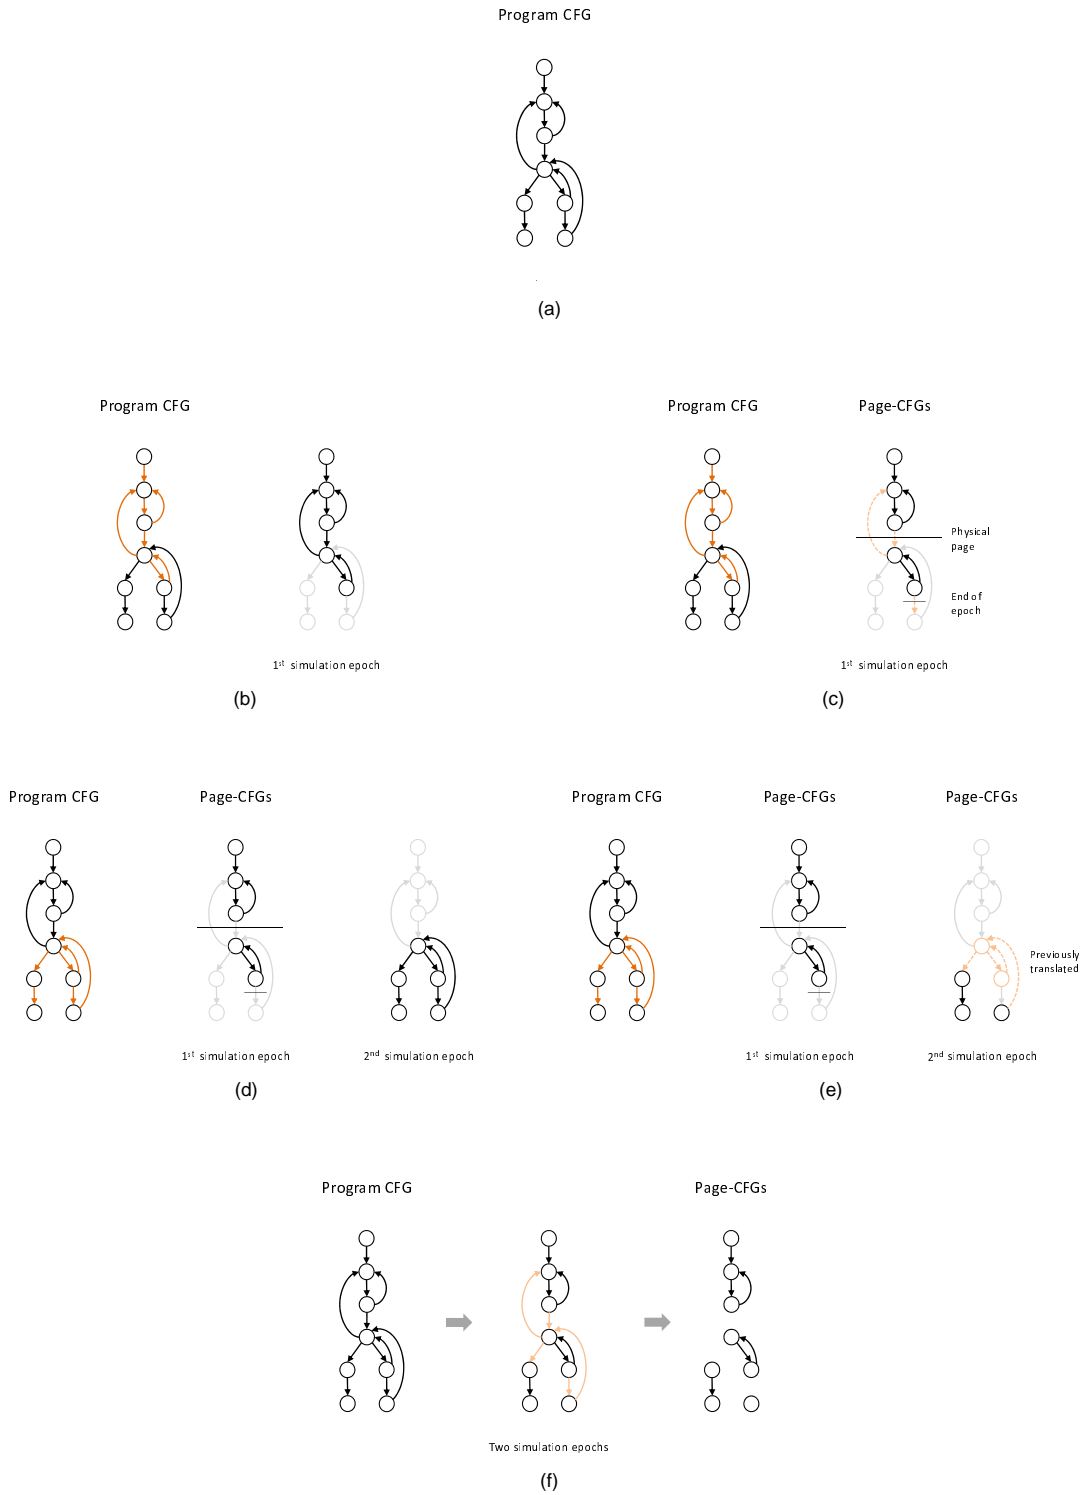 Program CFG
(a)
Program CFG
1st simulation epoch
(b)
Program CFG
Page-CFGs
Physical
page
End of
epoch
1st simulation epoch
(c)
Program CFG
Page-CFGs
1st simulation epoch
2nd simulation epoch
(d)
Program CFG
Page-CFGs
Page-CFGs
Previously
translated
1st simulation epoch
2nd simulation epoch
(e)
Program CFG
Page-CFGs
Two simulation epochs
(f)